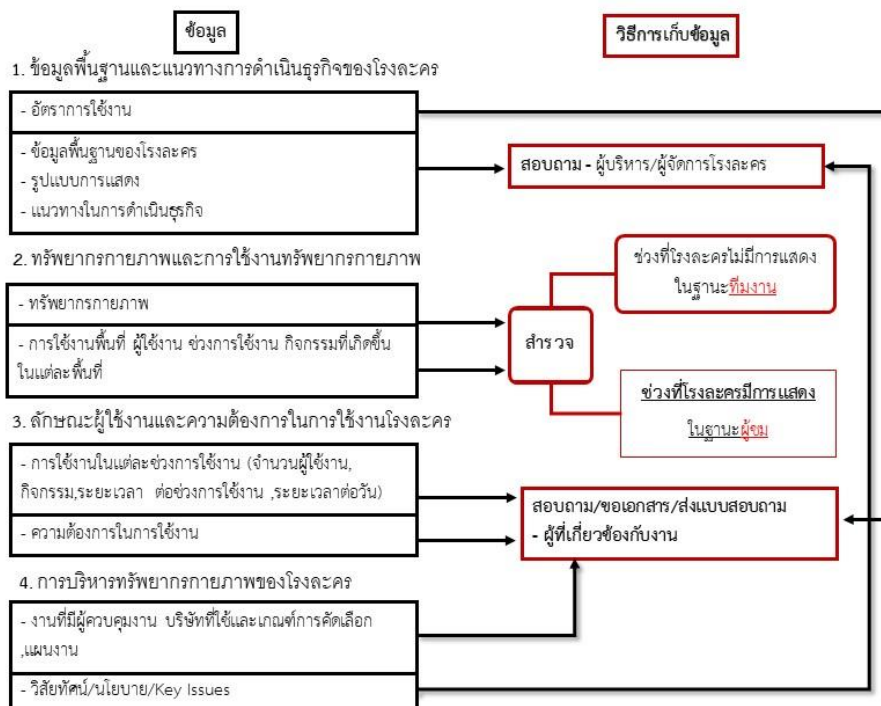 ข้อมูล
วิธีการเก็บข้อมูล
1. ข้อมูลพื้นฐานและแนวทางการดำเนินธุรกิจของโรงละคร
- อัตราการใช้งาน
- ข้อมูลพื้นฐานของโรงละคร
- รูปแบบการแสดง
- แนวทางในการดำเนินธุรกิจ
สอบถาม - ผู้บริหาร/ผู้จัดการโรงละคร
2. ทรัพยากรกายภาพและการใช้งานทรัพยากรกายภาพ
- ทรัพยากรกายภาพ
- การใช้งานพื้นที่ ผู้ใช้งาน ช่วงการใช้งาน กิจกรรมที่เกิดขึ้น
ในแต่ละพื้นที่
สำรวจ
ช่วงที่โรงละครไม่มีการแสดง
ในฐานะทีมงาน
ช่วงที่โรงละครมีการแสดง
ในฐานะผู้ชม
3. ลักษณะผู้ใช้งานและความต้องการในการใช้งานโรงละคร
- การใช้งานในแต่ละช่วงการใช้งาน (จำนวนผู้ใช้งาน,
กิจกรรม,ระยะเวลา ต่อช่วงการใช้งาน ,ระยะเวลาต่อวัน)
- ความต้องการในการใช้งาน
สอบถาม/ขอเอกสาร/ส่งแบบสอบถาม
- ผู้ที่เกี่ยวข้องกับงาน
4. การบริหารทรัพยากรกายภาพของโรงละคร
- งานที่มีผู้ควบคุมงาน บริษัทที่ใช้และเกณฑ์การคัดเลือก
,แผนงาน
- วิสัยทัศน์/นโยบาย/Key Issues